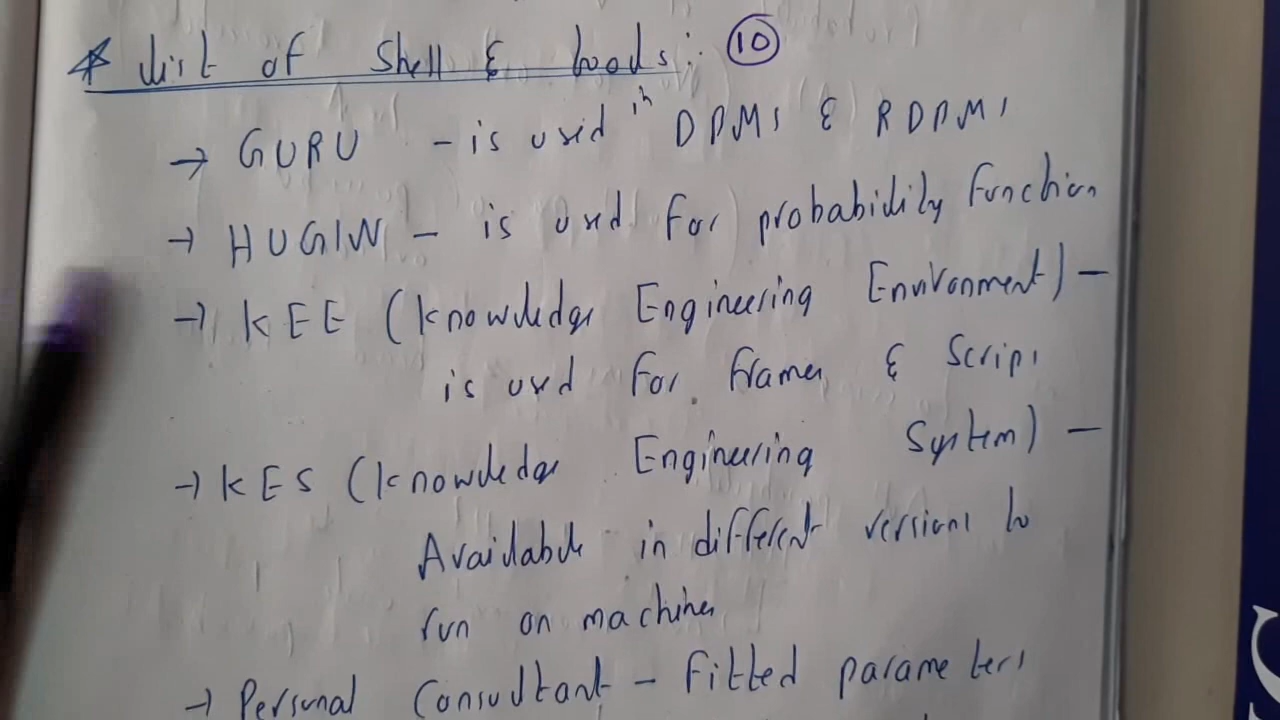 * List of Shell & tools: 10
→ GURU - is used in DBMS & RDBMS
→ HUGIN - is used for probability function
→ KEE (Knowledge Engineering Environment) -
is used for frames & Scripts
→ KES (Knowledge Engineering System) -
Available in different versions to
run on machines
→ Personal Consultant - Fitted parameters